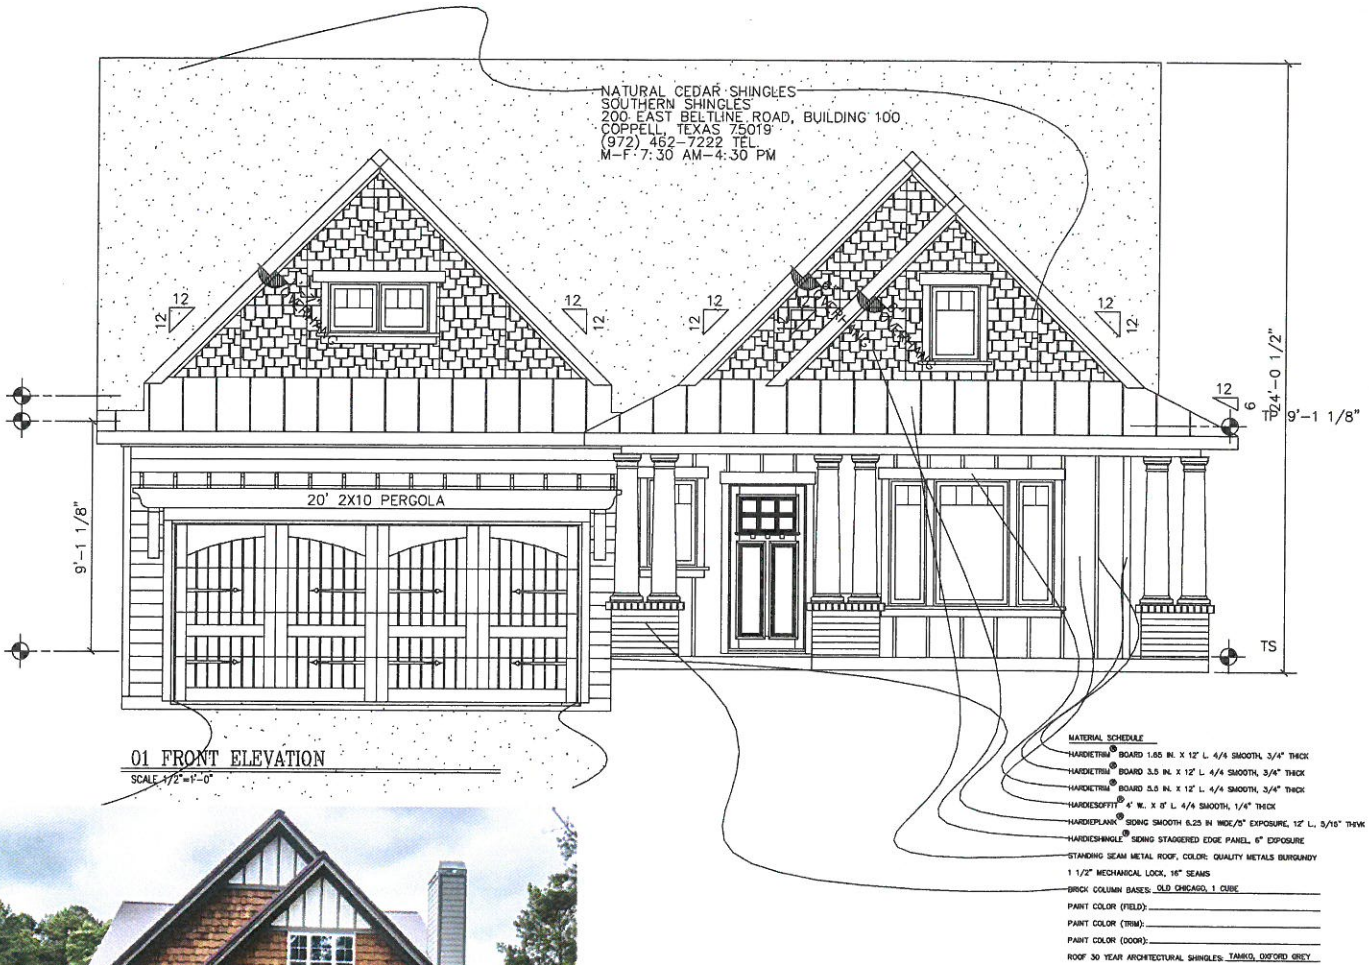 NATURAL CEDAR SHINGLES
SOUTHERN SHINGLES
200 EAST BELTLINE ROAD, BUILDING 100
COPPELL, TEXAS 75019
(972) 462-7222 TEL.
M-F 7:30 AM-4:30 PM
12
12
12
12
12
12
12
12
12
6
24'-0 1/2"
TP 9'-1 1/8"
20' 2X10 PERGOLA
9'-1 1/8"
TS
01 FRONT ELEVATION
SCALE 1/2"=1'-0"
MATERIAL SCHEDULE
HARDIETRIM® BOARD 1.65 IN. X 12' L 4/4 SMOOTH, 3/4" THICK
HARDIETRIM® BOARD 3.5 IN. X 12' L 4/4 SMOOTH, 3/4" THICK
HARDIETRIM® BOARD 5.5 IN. X 12' L 4/4 SMOOTH, 3/4" THICK
HARDIESOFFIT® 4' W. X 8' L 4/4 SMOOTH, 1/4" THICK
HARDIEPLANK® SIDING SMOOTH 6.25 IN WIDE/5" EXPOSURE, 12' L., 5/16" THVK
HARDIESHINGLE® SIDING STAGGERED EDGE PANEL, 6" EXPOSURE
STANDING SEAM METAL ROOF, COLOR: QUALITY METALS BURGUNDY
1 1/2" MECHANICAL LOCK, 16" SEAMS
BRICK COLUMN BASES: OLD CHICAGO, 1 CUBE
PAINT COLOR (FIELD):
PAINT COLOR (TRIM):
PAINT COLOR (DOOR):
ROOF 30 YEAR ARCHITECTURAL SHINGLES: TAMKO, OXFORD GREY